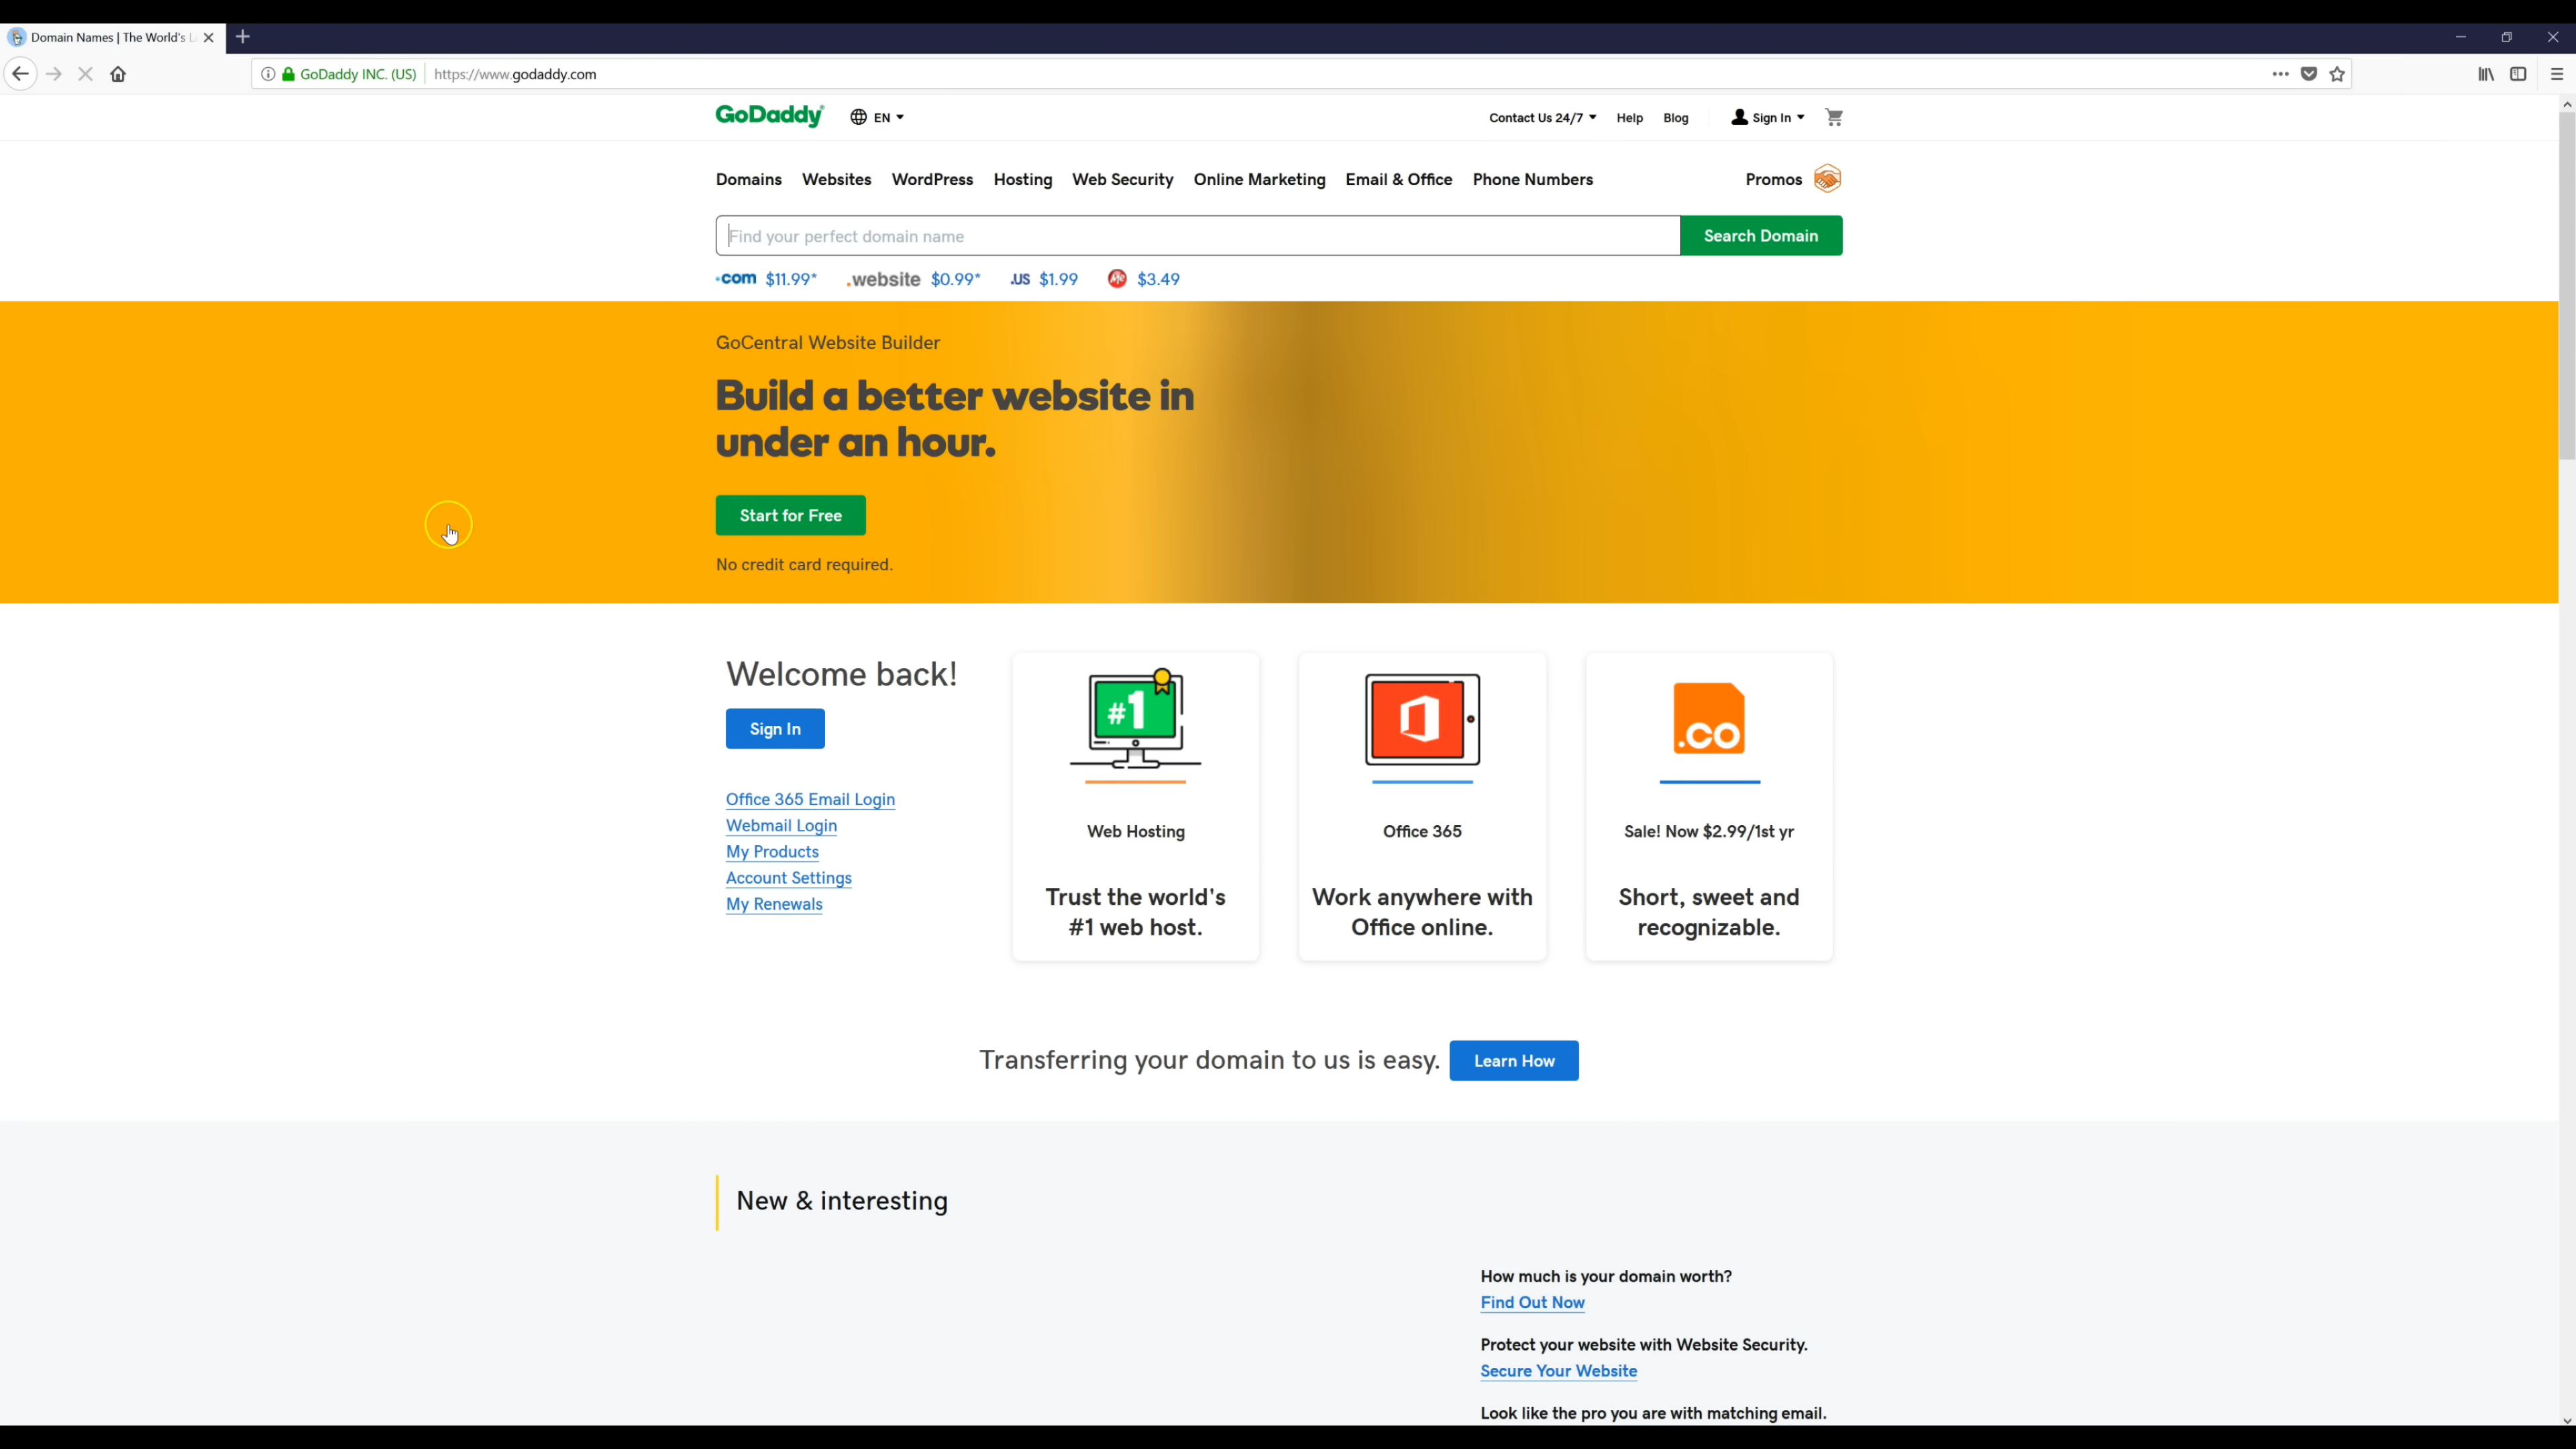 Domain Names | The World's L
GoDaddy INC. (US) https://www.godaddy.com
GoDaddy EN Contact Us 24/7 Help Blog Sign In
Domains Websites WordPress Hosting Web Security Online Marketing Email & Office Phone Numbers Promos
Find your perfect domain name Search Domain
.com $11.99* .website $0.99* .US $1.99 $3.49
GoCentral Website Builder
Build a better website in
under an hour.
Start for Free
No credit card required.
Welcome back!
Sign In
Office 365 Email Login
Webmail Login
My Products
Account Settings
My Renewals
#1
Web Hosting
Trust the world's
#1 web host.
Office 365
Work anywhere with
Office online.
.CO
Sale! Now $2.99/1st yr
Short, sweet and
recognizable.
Transferring your domain to us is easy. Learn How
New & interesting
How much is your domain worth?
Find Out Now
Protect your website with Website Security.
Secure Your Website
Look like the pro you are with matching email.